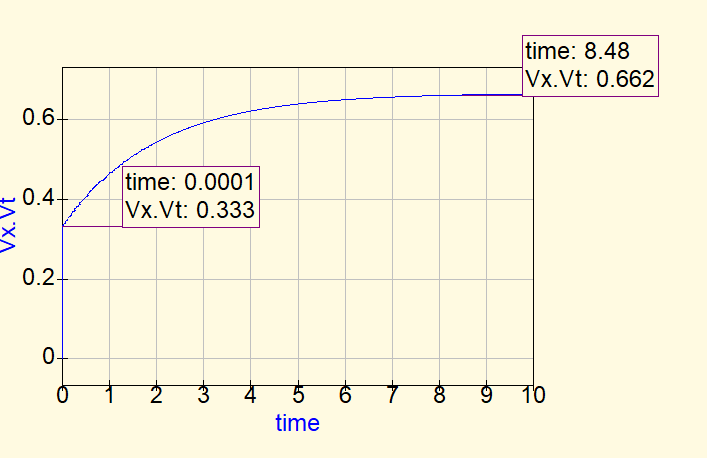 time: 8.48
Vx.Vt: 0.662
0.6
time: 0.0001
Vx.Vt: 0.333
0.4
Vx.Vt
0.2
0
0 1 2 3 4 5 6 7 8 9 10
time